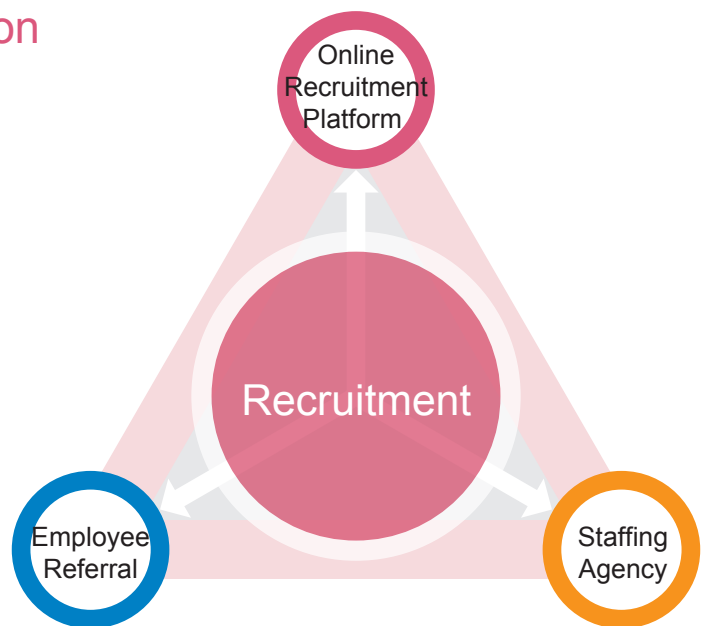 on
Online
Recruitment
Platform
Recruitment
Employee
Referral
Staffing
Agency